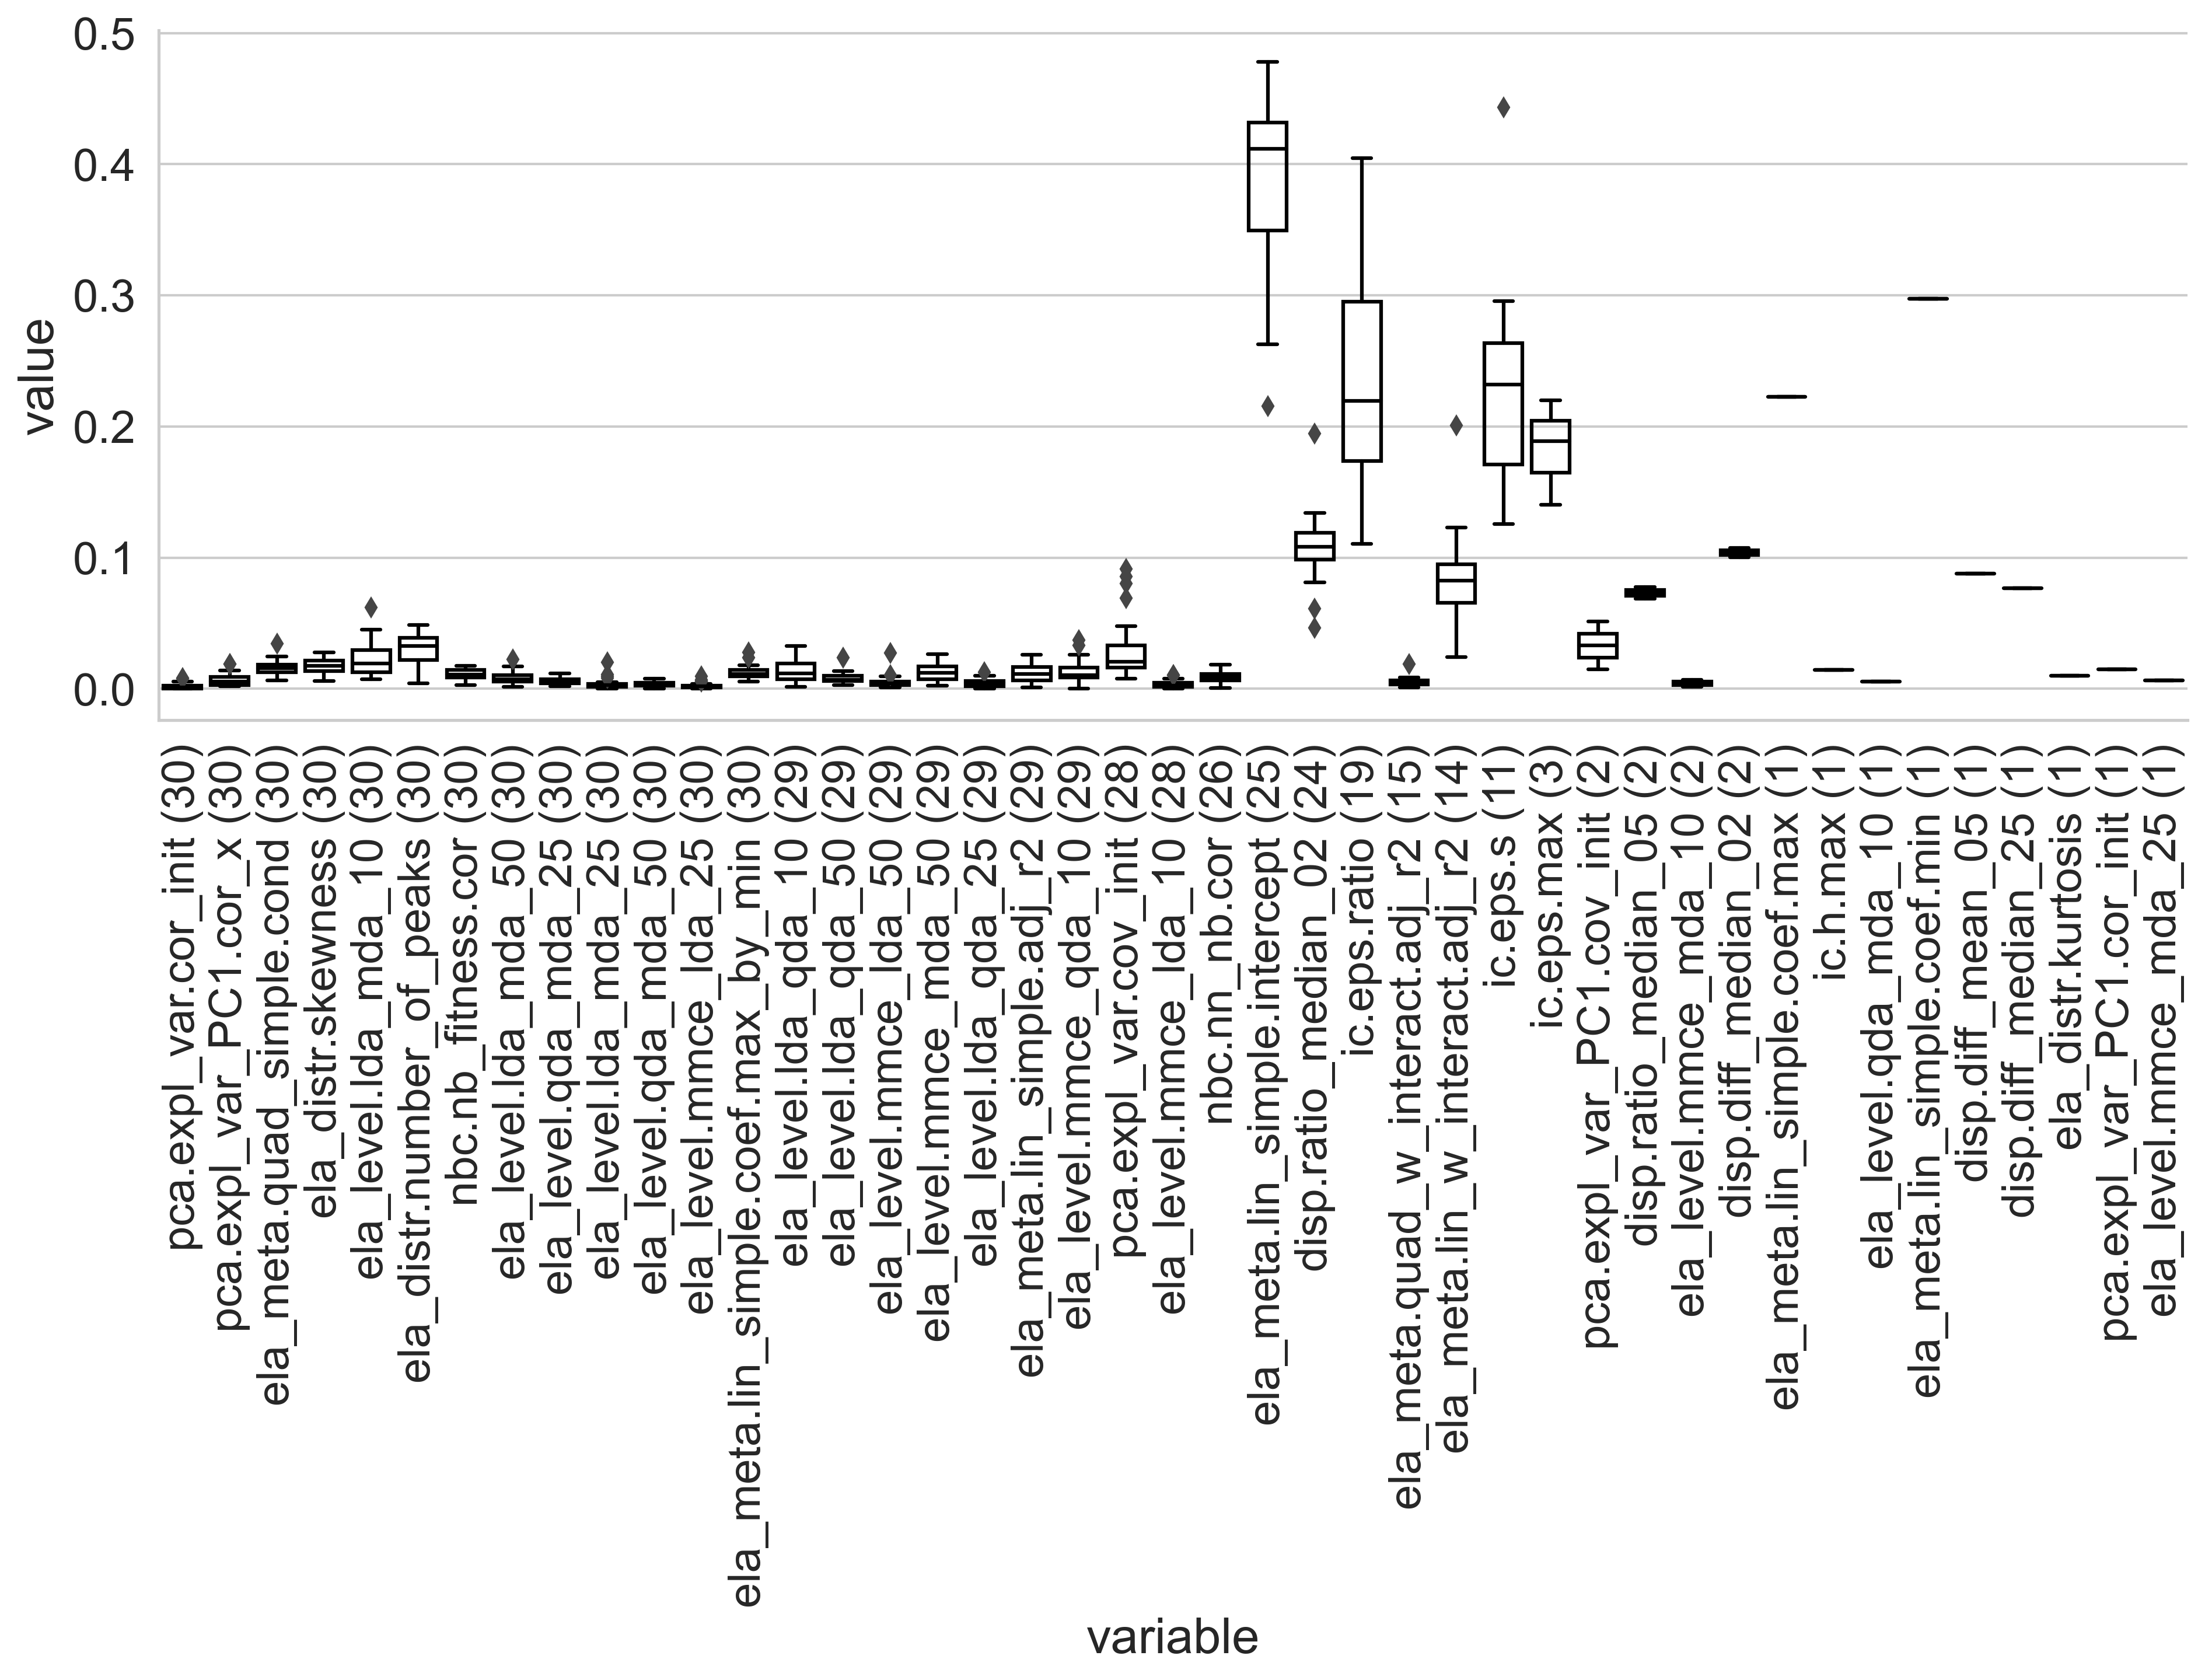 0.5
0.4
0.3
0.2
0.1
0.0
value
pca.expl_var.cor_init (30)
pca.expl_var_PC1.cor_x (30)
ela_meta.quad_simple.cond (30)
ela_distr.skewness (30)
ela_level.lda_mda_10 (30)
ela_distr.number_of_peaks (30)
nbc.nb_fitness.cor (30)
ela_level.lda_mda_50 (30)
ela_level.qda_mda_25 (30)
ela_level.lda_mda_25 (30)
ela_level.qda_mda_50 (30)
ela_level.mmce_lda_25 (30)
ela_meta.lin_simple.coef.max_by_min (30)
ela_level.lda_qda_10 (29)
ela_level.lda_qda_50 (29)
ela_level.mmce_lda_50 (29)
ela_level.mmce_mda_50 (29)
ela_level.lda_qda_25 (29)
ela_meta.lin_simple.adj_r2 (29)
ela_level.mmce_qda_10 (29)
pca.expl_var.cov_init (28)
ela_level.mmce_lda_10 (28)
nbc.nn_nb.cor (26)
ela_meta.lin_simple.intercept (25)
disp.ratio_median_02 (24)
ic.eps.ratio (19)
ela_meta.quad_w_interact.adj_r2 (15)
ela_meta.lin_w_interact.adj_r2 (14)
ic.eps.s (11)
ic.eps.max (3)
pca.expl_var_PC1.cov_init (2)
disp.ratio_median_05 (2)
ela_level.mmce_mda_10 (2)
disp.diff_median_02 (2)
ela_meta.lin_simple.coef.max (1)
ic.h.max (1)
ela_level.qda_mda_10 (1)
ela_meta.lin_simple.coef.min (1)
disp.diff_mean_05 (1)
disp.diff_median_25 (1)
ela_distr.kurtosis (1)
pca.expl_var_PC1.cor_init (1)
ela_level.mmce_mda_25 (1)
variable